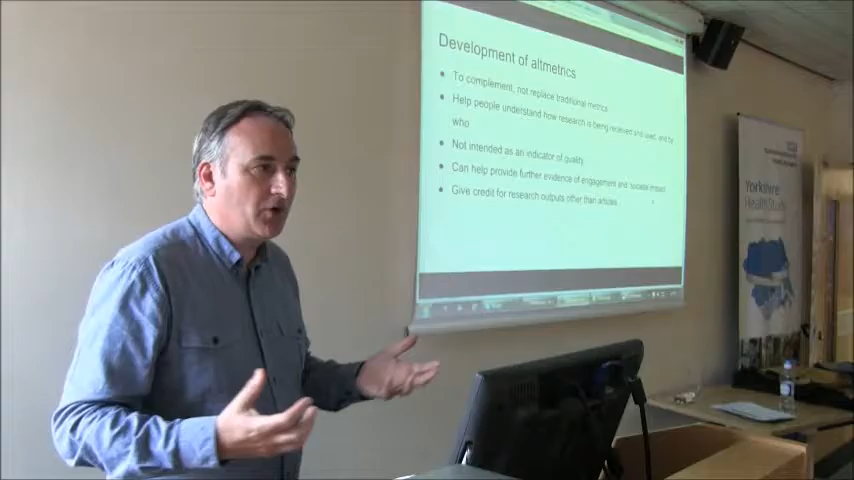 Development of altmetrics
• To complement, not replace traditional metrics
• Help people understand how research is being received and used, and by
who
• Not intended as an indicator of quality
• Can help provide further evidence of engagement and societal impact
• Give credit for research outputs other than articles
Yorkshire
Health Study